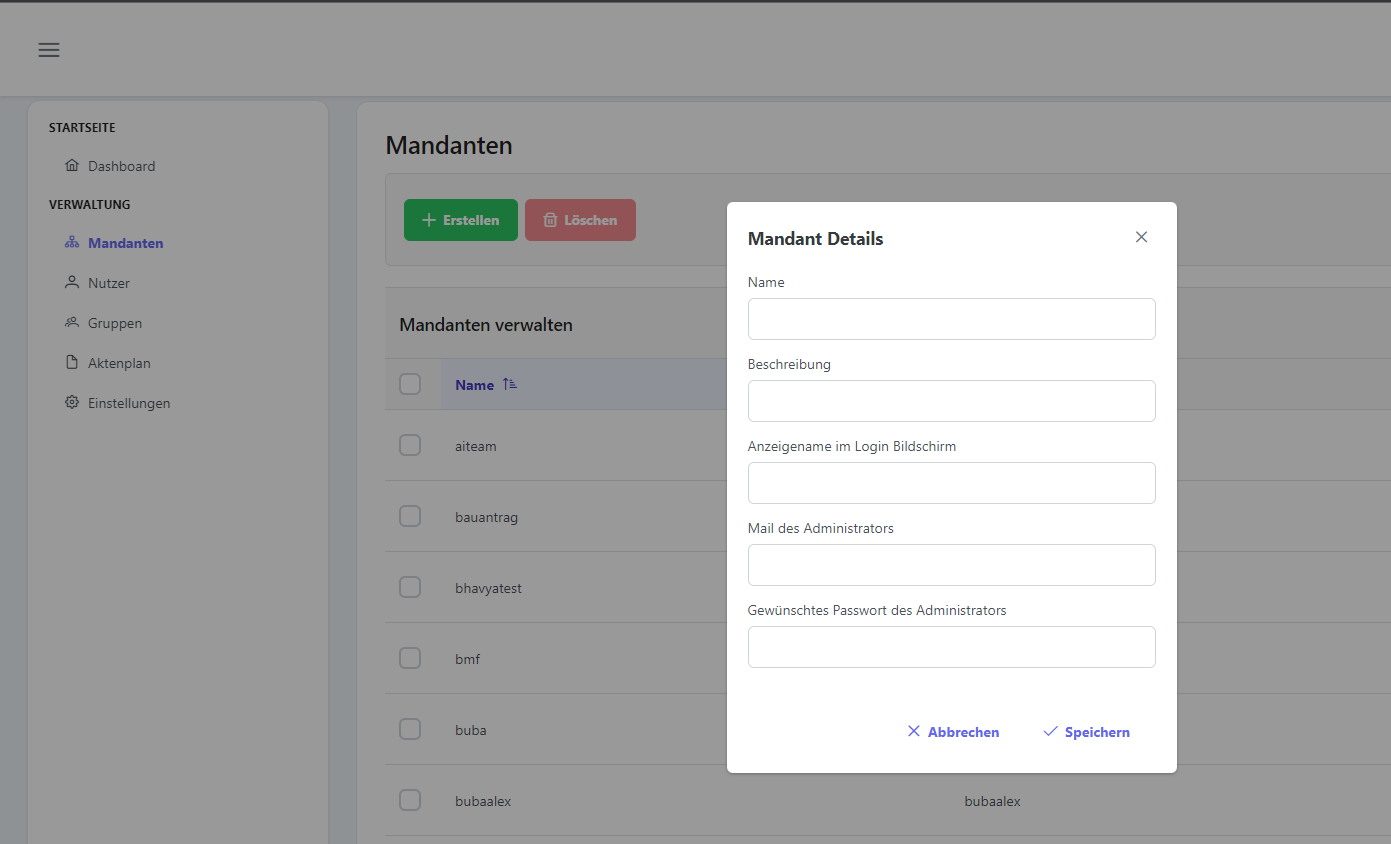 STARTSEITE
Dashboard
VERWALTUNG
Mandanten
Nutzer
Gruppen
Aktenplan
Einstellungen
Mandanten
Erstellen
Löschen
Mandanten verwalten
Name
aiteam
bauantrag
bhavyatest
bmf
buba
bubaalex bubaalex
Mandant Details
Name
Beschreibung
Anzeigename im Login Bildschirm
Mail des Administrators
Gewünschtes Passwort des Administrators
Abbrechen
Speichern